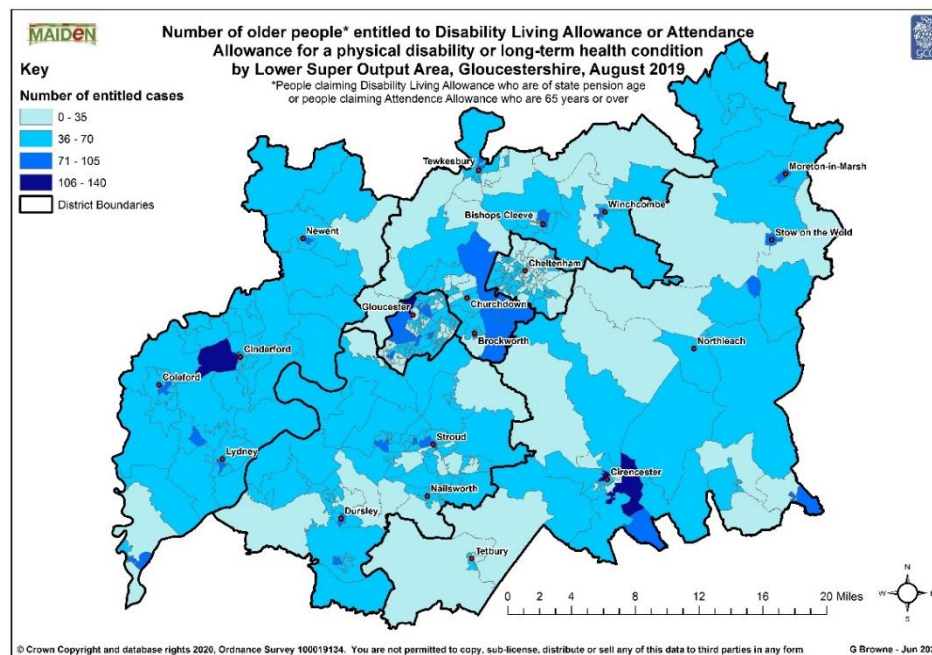 MAIDEN
Number of older people* entitled to Disability Living Allowance or Attendance
Allowance for a physical disability or long-term health condition
by Lower Super Output Area, Gloucestershire, August 2019
*People claiming Disability Living Allowance who are of state pension age
or people claiming Attendence Allowance who are 65 years or over
GCC
Key
Number of entitled cases
0 - 35
36 - 70
71 - 105
106 - 140
District Boundaries
Tewkesbury
Moreton-in-Marsh
Bishops Cleeve
Winchcombe
Newent
Stow on the Wold
Cheltenham
Gloucester
Churchdown
Brockworth
Northleach
Cinderford
Coleford
Stroud
Lydney
Cirencester
Nailsworth
Dursley
Tetbury
0 2 4 8 12 16 20 Miles
N
W
S
© Crown Copyright and database rights 2020, Ordnance Survey 100019134. You are not permitted to copy, sub-license, distribute or sell any of this data to third parties in any form
G Browne - Jun